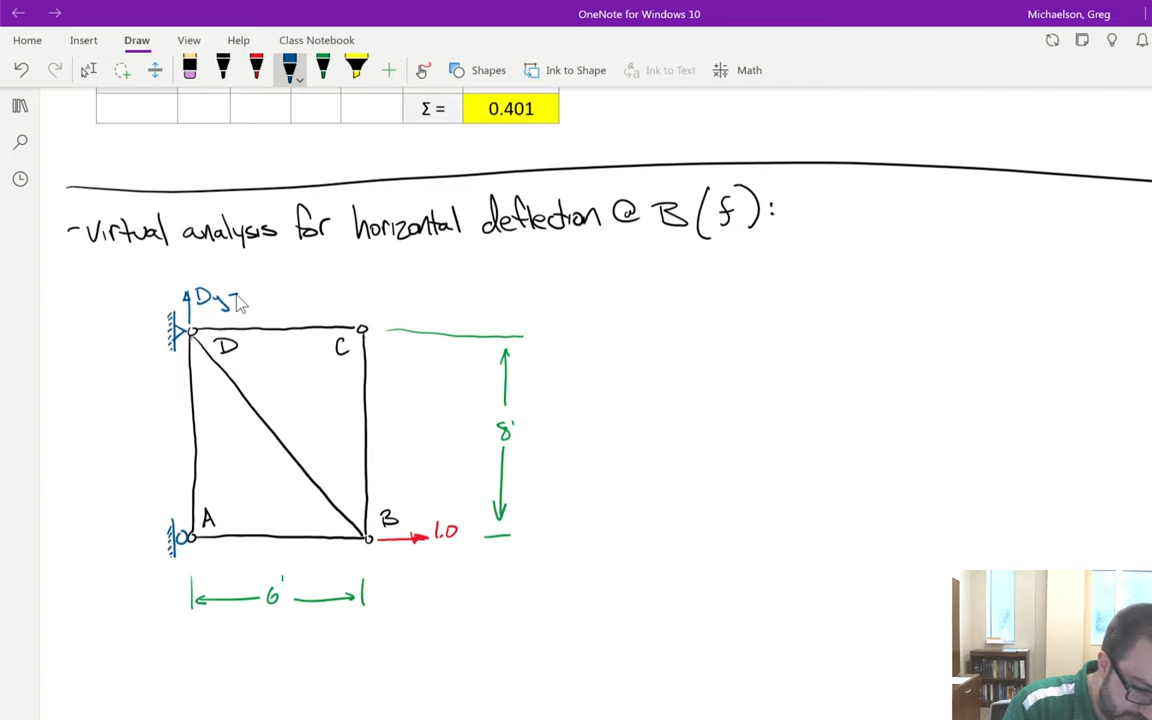 OneNote for Windows 10
Michaelson, Greg
Home Insert Draw View Help Class Notebook
Shapes Ink to Shape Ink to Text Math
Σ = 0.401
- virtual analysis for horizontal deflection @ B (f):
Dy
D C
8'
A B 1.0
6'